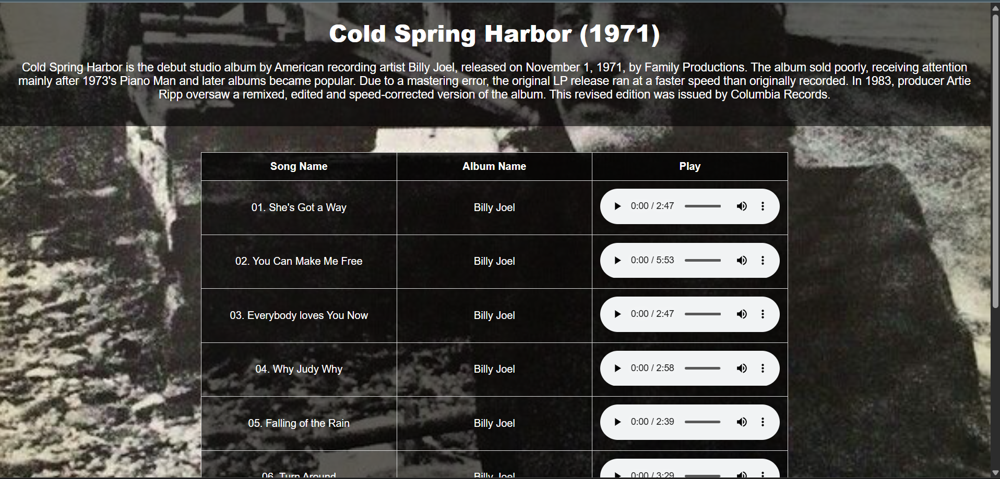 Cold Spring Harbor (1971)
Cold Spring Harbor is the debut studio album by American recording artist Billy Joel, released on November 1, 1971, by Family Productions. The album sold poorly, receiving attention
mainly after 1973's Piano Man and later albums became popular. Due to a mastering error, the original LP release ran at a faster speed than originally recorded. In 1983, producer Artie
Ripp oversaw a remixed, edited and speed-corrected version of the album. This revised edition was issued by Columbia Records.
Song Name Album Name Play
01. She's Got a Way Billy Joel 0:00 / 2:47
02. You Can Make Me Free Billy Joel 0:00 / 5:53
03. Everybody loves You Now Billy Joel 0:00 / 2:47
04. Why Judy Why Billy Joel 0:00 / 2:58
05. Falling of the Rain Billy Joel 0:00 / 2:39
06. Turn Around Billy Joel 0:00 / 3:29